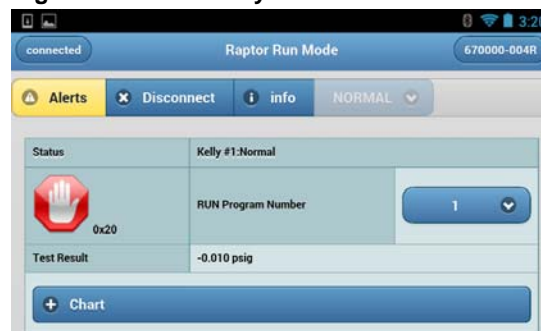 3:20
connected
Raptor Run Mode
670000-004R
Alerts
Disconnect
info
NORMAL
Status
Kelly #1:Normal
0x20
RUN Program Number
1
Test Result
-0.010 psig
Chart